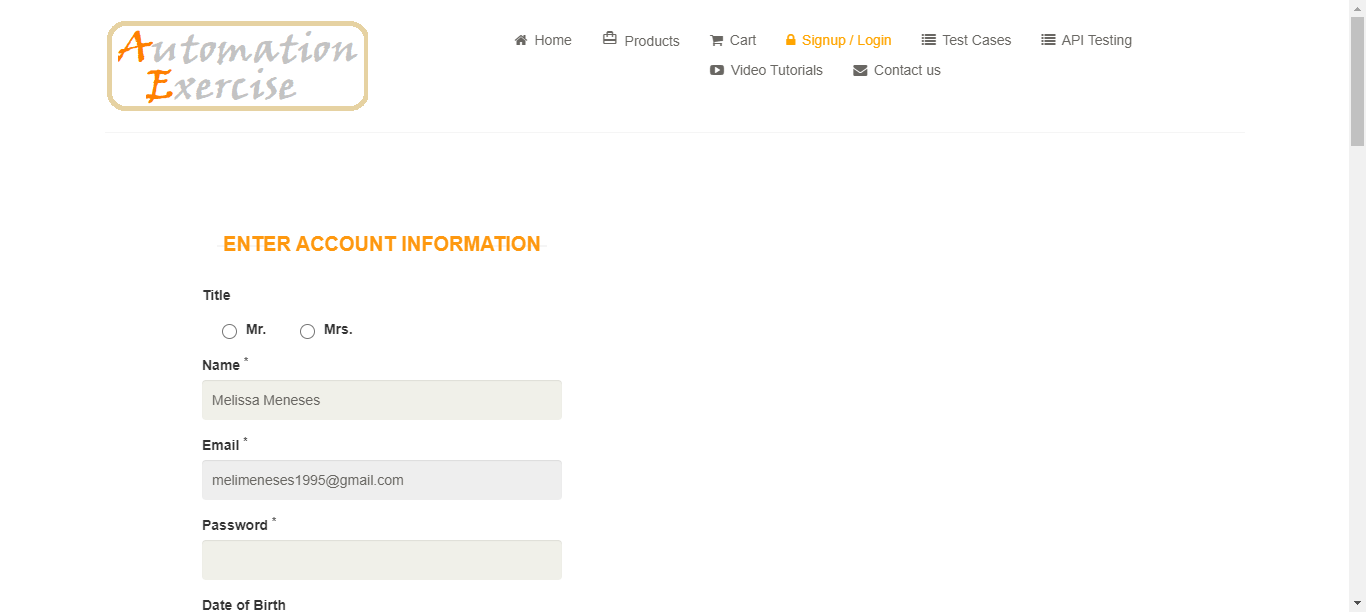 Automation
Exercise
Home Products Cart Signup / Login Test Cases API Testing
Video Tutorials Contact us
ENTER ACCOUNT INFORMATION
Title
Mr. Mrs.
Name *
Melissa Meneses
Email *
melimeneses1995@gmail.com
Password *
Date of Birth